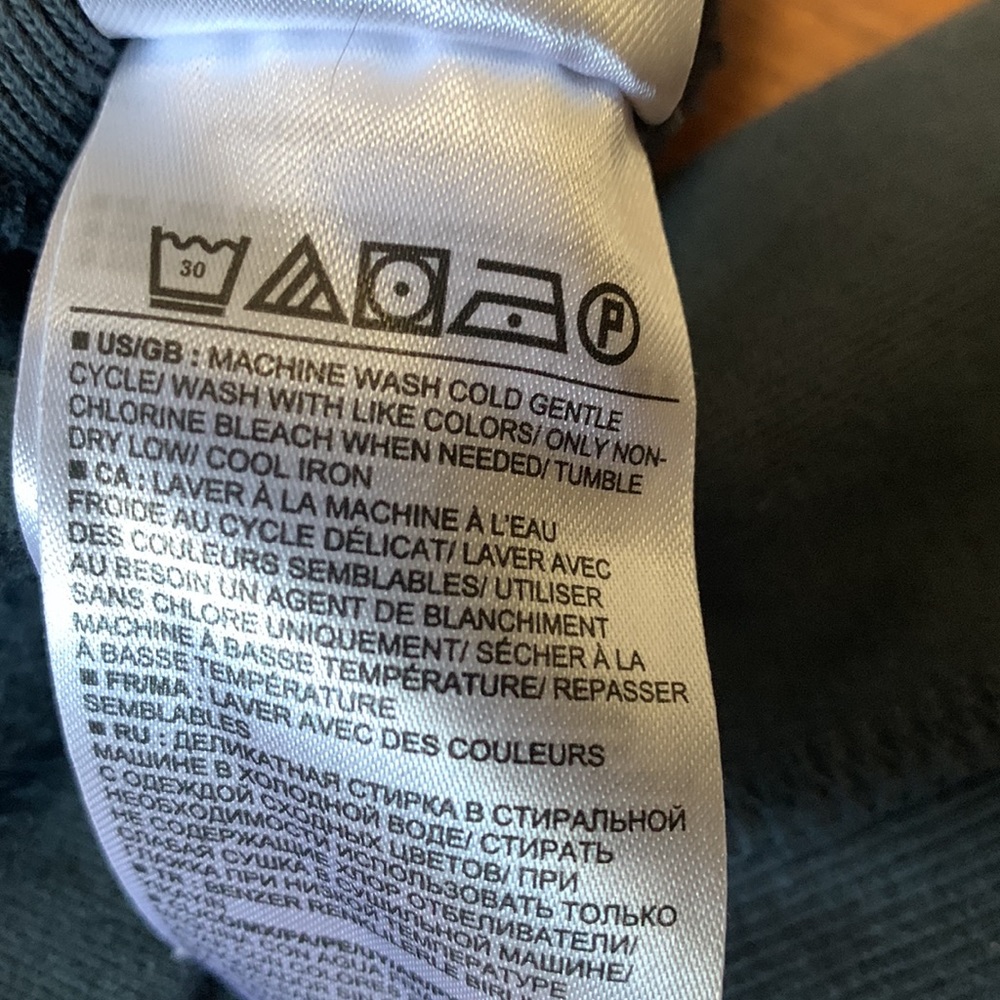 30
P
■ US/GB : MACHINE WASH COLD GENTLE
CYCLE/ WASH WITH LIKE COLORS/ ONLY NON-
CHLORINE BLEACH WHEN NEEDED/ TUMBLE
DRY LOW/ COOL IRON
■ CA : LAVER À LA MACHINE À L'EAU
FROIDE AU CYCLE DÉLICAT/ LAVER AVEC
DES COULEURS SEMBLABLES/ UTILISER
AU BESOIN UN AGENT DE BLANCHIMENT
SANS CHLORE UNIQUEMENT/ SÉCHER À LA
MACHINE À BASSE TEMPÉRATURE/ REPASSER
À BASSE TEMPÉRATURE
■ FR/MA : LAVER AVEC DES COULEURS
SEMBLABLES
■ RU : ДЕЛИКАТНАЯ СТИРКА В СТИРАЛЬНОЙ
МАШИНЕ В ХОЛОДНОЙ ВОДЕ/ СТИРАТЬ
С ОДЕЖДОЙ СХОДНЫХ ЦВЕТОВ/ ПРИ
НЕОБХОДИМОСТИ ИСПОЛЬЗОВАТЬ ТОЛЬКО
НЕ СОДЕРЖАЩИЕ ХЛОР ОТБЕЛИВАТЕЛИ/
СЛАБАЯ СУШКА В СУШИЛЬНОЙ МАШИНЕ/
ГЛАЖКА ПРИ НИЗКОЙ ТЕМПЕРАТУРЕ
■ TR : BENZER RENKLERLE